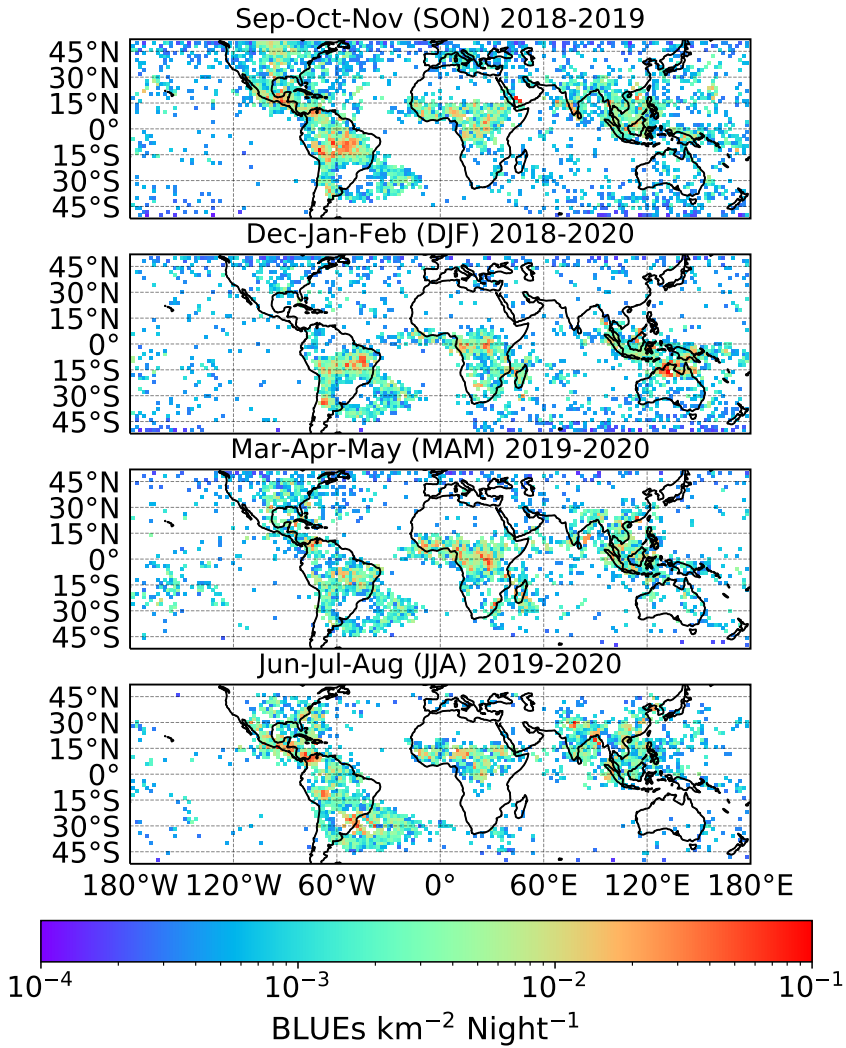 Sep-Oct-Nov (SON) 2018-2019
45°N
30°N
15°N
0°
15°S
30°S
45°S
Dec-Jan-Feb (DJF) 2018-2020
45°N
30°N
15°N
0°
15°S
30°S
45°S
Mar-Apr-May (MAM) 2019-2020
45°N
30°N
15°N
0°
15°S
30°S
45°S
Jun-Jul-Aug (JJA) 2019-2020
45°N
30°N
15°N
0°
15°S
30°S
45°S
180°W 120°W 60°W 0° 60°E 120°E 180°E
10⁻⁴ 10⁻³ 10⁻² 10⁻¹
BLUEs km⁻² Night⁻¹